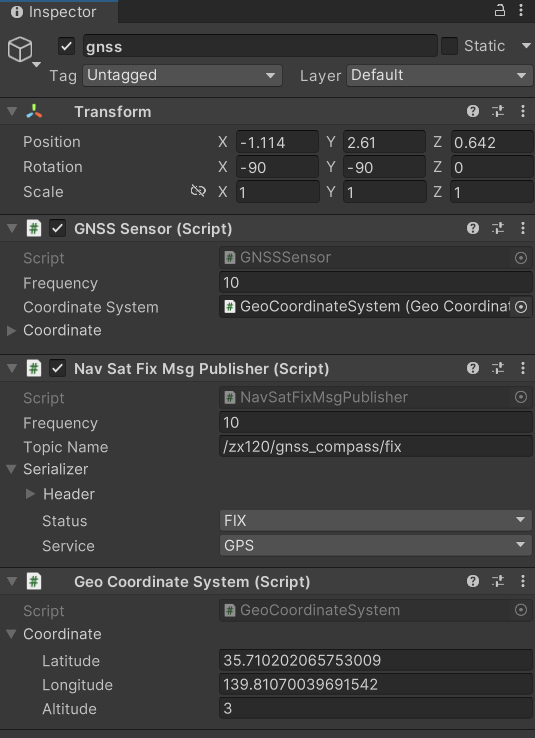 Inspector
gnss Static
Tag Untagged Layer Default
Transform
Position X -1.114 Y 2.61 Z 0.642
Rotation X -90 Y -90 Z 0
Scale X 1 Y 1 Z 1
# GNSS Sensor (Script)
Script # GNSSSensor
Frequency 10
Coordinate System # GeoCoordinateSystem (Geo Coordinat
Coordinate
# Nav Sat Fix Msg Publisher (Script)
Script # NavSatFixMsgPublisher
Frequency 10
Topic Name /zx120/gnss_compass/fix
Serializer
Header
Status FIX
Service GPS
# Geo Coordinate System (Script)
Script # GeoCoordinateSystem
Coordinate
Latitude 35.710202065753009
Longitude 139.81070039691542
Altitude 3